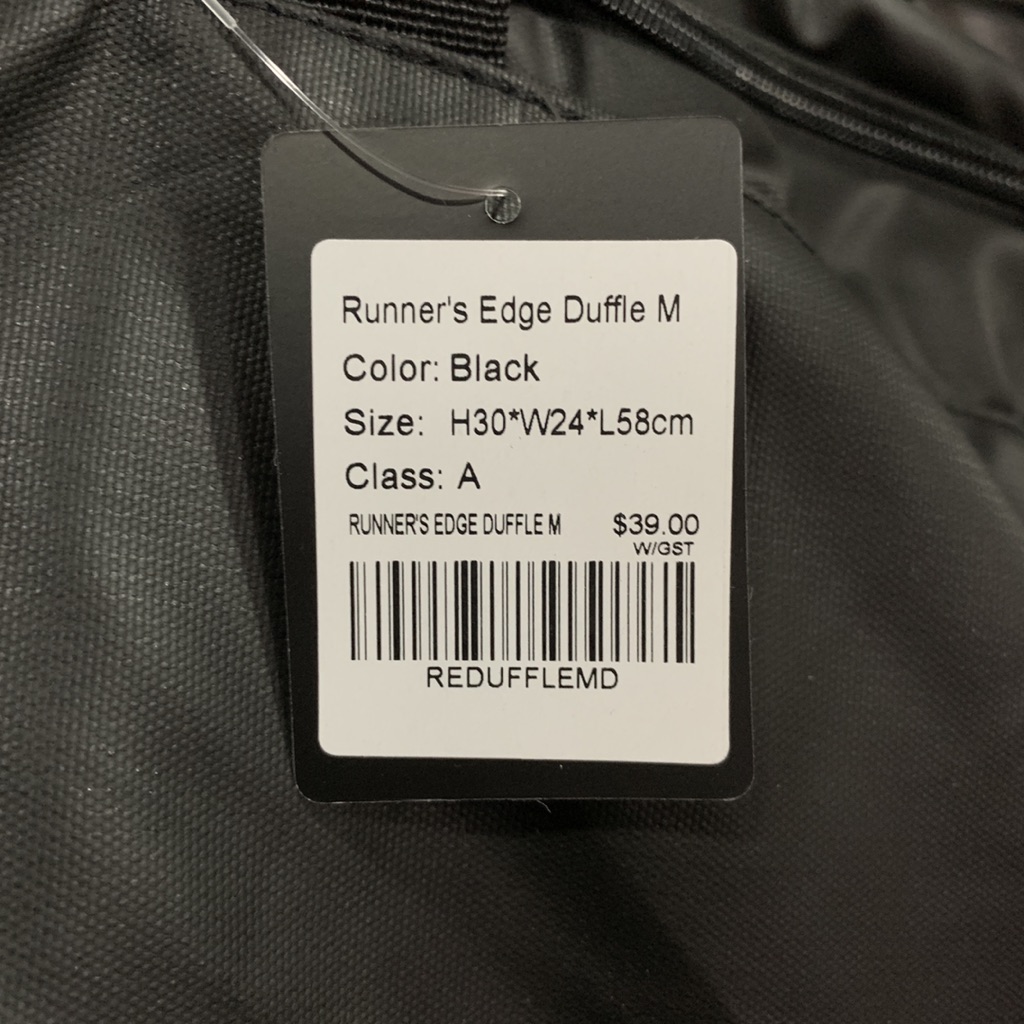 Runner's Edge Duffle M
Color: Black
Size: H30*W24*L58cm
Class: A
RUNNER'S EDGE DUFFLE M $39.00
W/GST
REDUFFLEMD